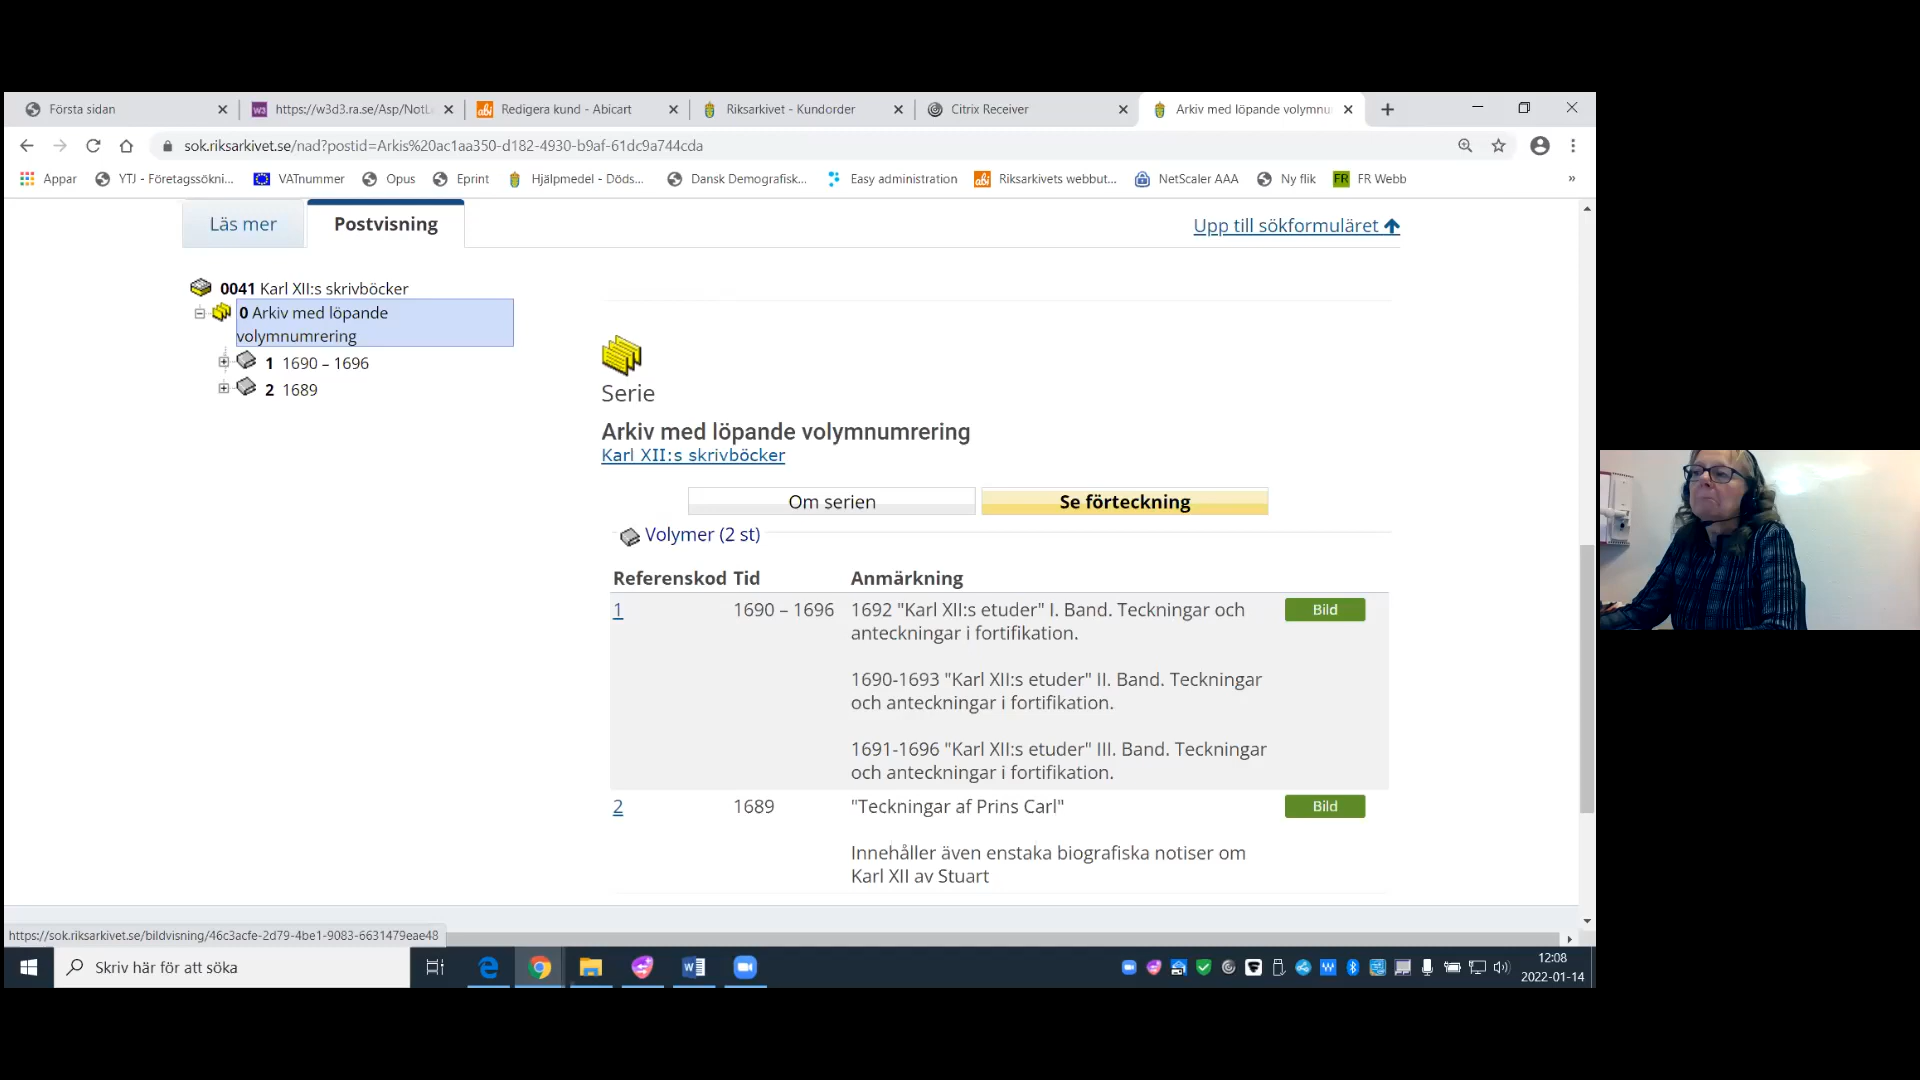 Första sidan
https://w3d3.ra.se/Asp/NotL
Redigera kund - Abicart
Riksarkivet - Kundorder
Citrix Receiver
Arkiv med löpande volymnu
sok.riksarkivet.se/nad?postid=Arkis%20ac1aa350-d182-4930-b9af-61dc9a744cda
Appar
YTJ - Företagssökni...
VATnummer
Opus
Eprint
Hjälpmedel - Döds...
Dansk Demografisk...
Easy administration
abi Riksarkivets webbut...
NetScaler AAA
Ny flik
FR FR Webb
»
Läs mer
Postvisning
Upp till sökformuläret
0041 Karl XII:s skrivböcker
0 Arkiv med löpande
volymnumrering
1 1690 – 1696
2 1689
Serie
Arkiv med löpande volymnumrering
Karl XII:s skrivböcker
Om serien
Se förteckning
Volymer (2 st)
Referenskod Tid Anmärkning
1 1690 – 1696 1692 "Karl XII:s etuder" I. Band. Teckningar och Bild
anteckningar i fortifikation.
1690-1693 "Karl XII:s etuder" II. Band. Teckningar
och anteckningar i fortifikation.
1691-1696 "Karl XII:s etuder" III. Band. Teckningar
och anteckningar i fortifikation.
2 1689 "Teckningar af Prins Carl" Bild
Innehåller även enstaka biografiska notiser om
Karl XII av Stuart
https://sok.riksarkivet.se/bildvisning/46c3acfe-2d79-4be1-9083-6631479eae48
Skriv här för att söka
12:08
2022-01-14